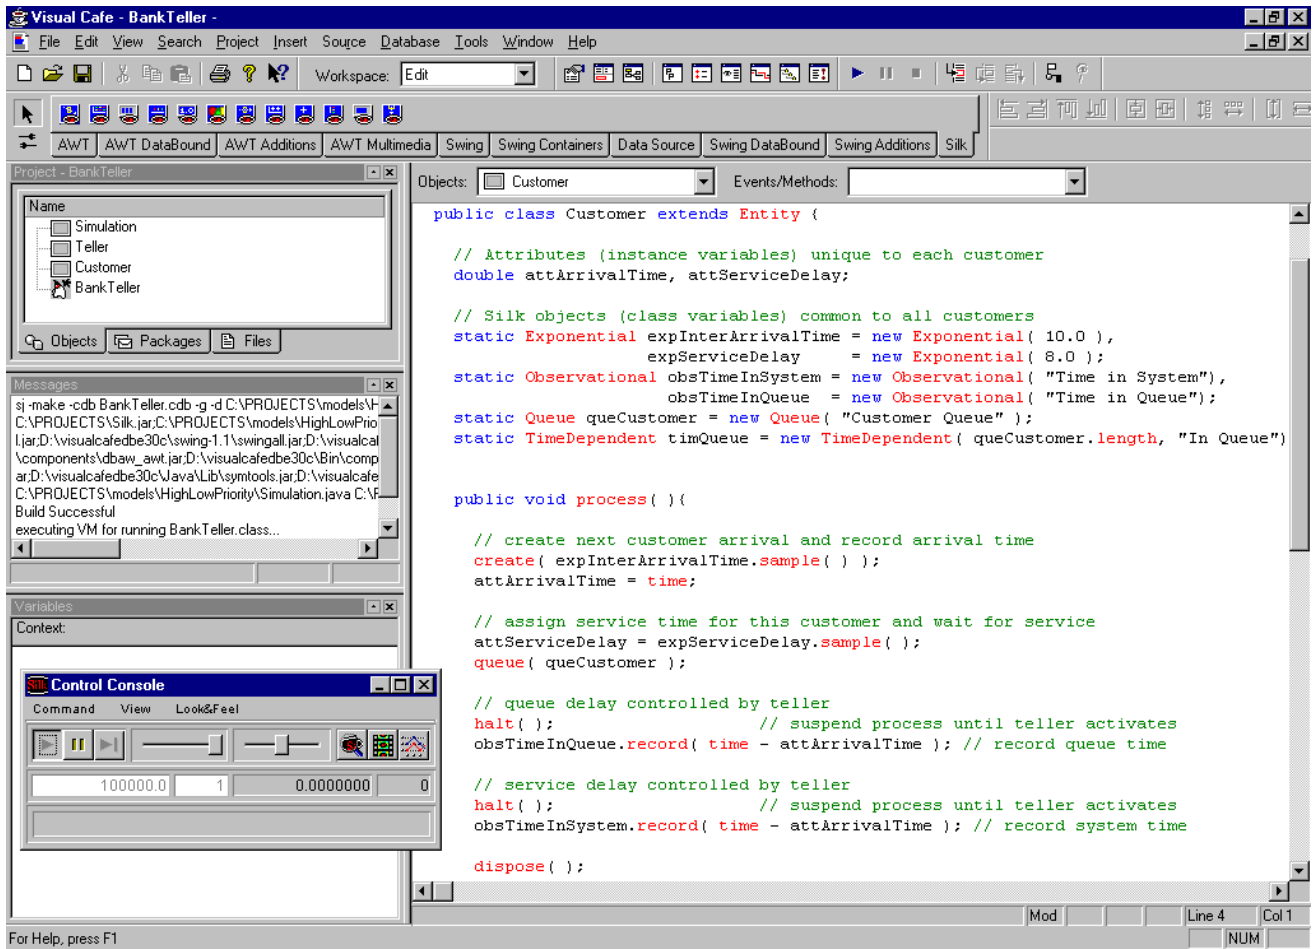 Visual Cafe - BankTeller -
File Edit View Search Project Insert Source Database Tools Window Help
Workspace: Edit
AWT AWT DataBound AWT Additions AWT Multimedia Swing Swing Containers Data Source Swing DataBound Swing Additions Silk
Project - BankTeller
Name
Simulation
Teller
Customer
BankTeller
Objects Packages Files
Messages
sj -make -cdb BankTeller.cdb -g -d C:\PROJECTS\models\H
C:\PROJECTS\Silk.jar;C:\PROJECTS\models\HighLowPrio
l.jar;D:\visualcafedbe30c\swing-1.1\swingall.jar;D:\visualcaf
\components\dbaw_awt.jar;D:\visualcafedbe30c\Bin\comp
ar;D:\visualcafedbe30c\Java\Lib\symtools.jar;D:\visualcafe
C:\PROJECTS\models\HighLowPriority\Simulation.java C:\F
Build Successful
executing VM for running BankTeller.class...
Variables
Context:
Silk Control Console
Command View Look&Feel
100000.0 1 0.0000000 0
Objects: Customer Events/Methods:
public class Customer extends Entity {
// Attributes (instance variables) unique to each customer
double attArrivalTime, attServiceDelay;
// Silk objects (class variables) common to all customers
static Exponential expInterArrivalTime = new Exponential( 10.0 ),
expServiceDelay = new Exponential( 8.0 );
static Observational obsTimeInSystem = new Observational( "Time in System"),
obsTimeInQueue = new Observational( "Time in Queue");
static Queue queCustomer = new Queue( "Customer Queue" );
static TimeDependent timQueue = new TimeDependent( queCustomer.length, "In Queue")
public void process( ){
// create next customer arrival and record arrival time
create( expInterArrivalTime.sample( ) );
attArrivalTime = time;
// assign service time for this customer and wait for service
attServiceDelay = expServiceDelay.sample( );
queue( queCustomer );
// queue delay controlled by teller
halt( ); // suspend process until teller activates
obsTimeInQueue.record( time - attArrivalTime ); // record queue time
// service delay controlled by teller
halt( ); // suspend process until teller activates
obsTimeInSystem.record( time - attArrivalTime ); // record system time
dispose( );
Mod Line 4 Col 1
For Help, press F1 NUM